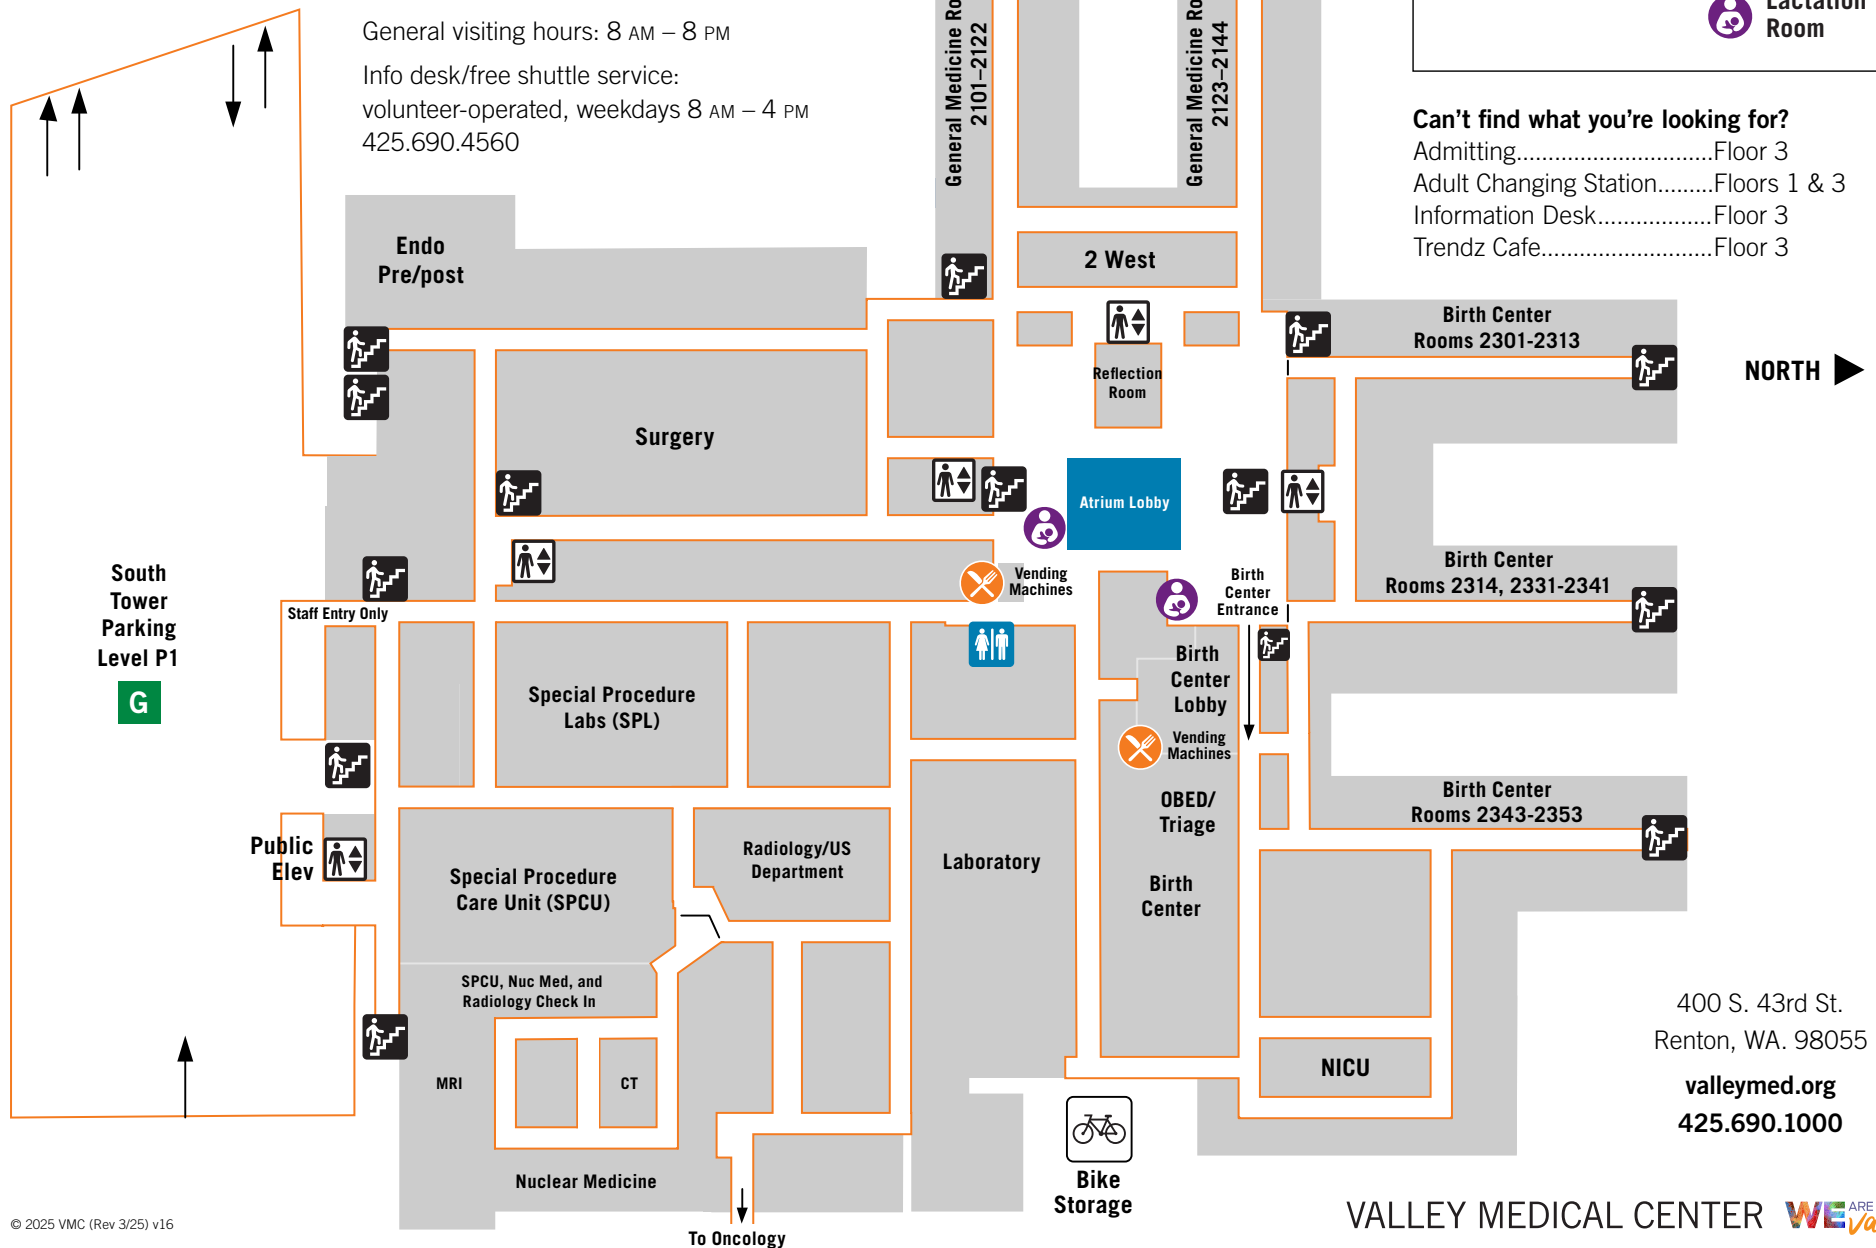 General visiting hours: 8 AM – 8 PM
Info desk/free shuttle service:
volunteer-operated, weekdays 8 AM – 4 PM
425.690.4560
General Medicine Ro
2101–2122
General Medicine Ro
2123–2144
Lactation
Room
Can't find what you're looking for?
Admitting..............................Floor 3
Adult Changing Station.........Floors 1 & 3
Information Desk..................Floor 3
Trendz Cafe..........................Floor 3
Endo
Pre/post
2 West
Birth Center
Rooms 2301-2313
NORTH
Reflection
Room
Surgery
Atrium Lobby
Vending
Machines
Birth
Center
Entrance
Birth Center
Rooms 2314, 2331-2341
South
Tower
Parking
Level P1
G
Staff Entry Only
Special Procedure
Labs (SPL)
Birth
Center
Lobby
Vending
Machines
OBED/
Triage
Birth Center
Rooms 2343-2353
Public
Elev
Special Procedure
Care Unit (SPCU)
Radiology/US
Department
Laboratory
Birth
Center
SPCU, Nuc Med, and
Radiology Check In
MRI
CT
NICU
400 S. 43rd St.
Renton, WA. 98055
valleymed.org
425.690.1000
Nuclear Medicine
Bike
Storage
To Oncology
© 2025 VMC (Rev 3/25) v16
VALLEY MEDICAL CENTER
WE ARE